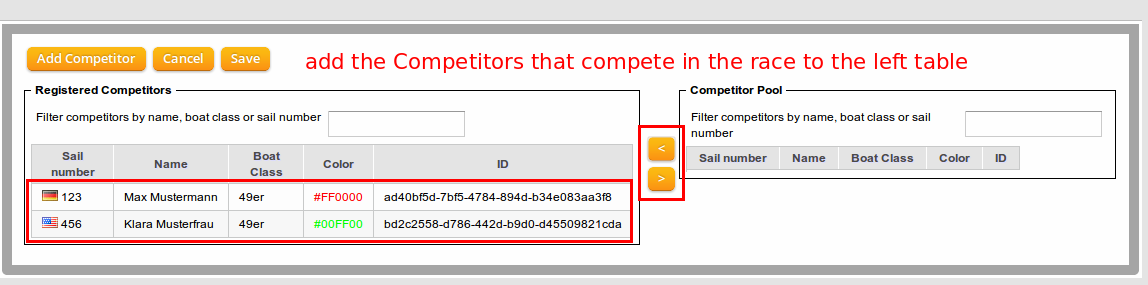 Add Competitor Cancel Save add the Competitors that compete in the race to the left table
Registered Competitors
Filter competitors by name, boat class or sail number
Sail number Name Boat Class Color ID
123 Max Mustermann 49er #FF0000 ad40bf5d-7bf5-4784-894d-b34e083aa3f8
456 Klara Musterfrau 49er #00FF00 bd2c2558-d786-442d-b9d0-d45509821cda
<
>
Competitor Pool
Filter competitors by name, boat class or sail
number
Sail number Name Boat Class Color ID